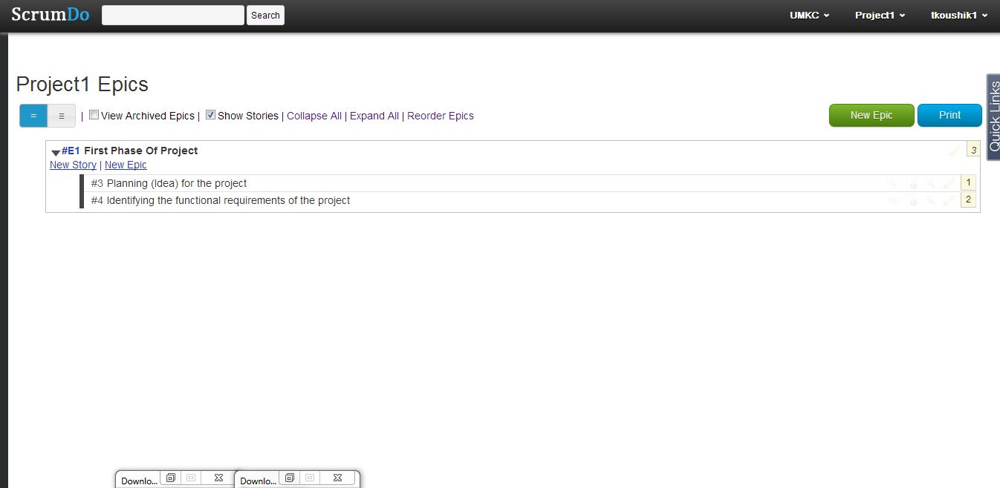 ScrumDo Search UMKC Project1 tkoushik1
Quick Links
Project1 Epics
| View Archived Epics | Show Stories | Collapse All | Expand All | Reorder Epics New Epic Print
#E1 First Phase Of Project 3
New Story | New Epic
#3 Planning (Idea) for the project 1
#4 Identifying the functional requirements of the project 2
Downlo... Downlo...